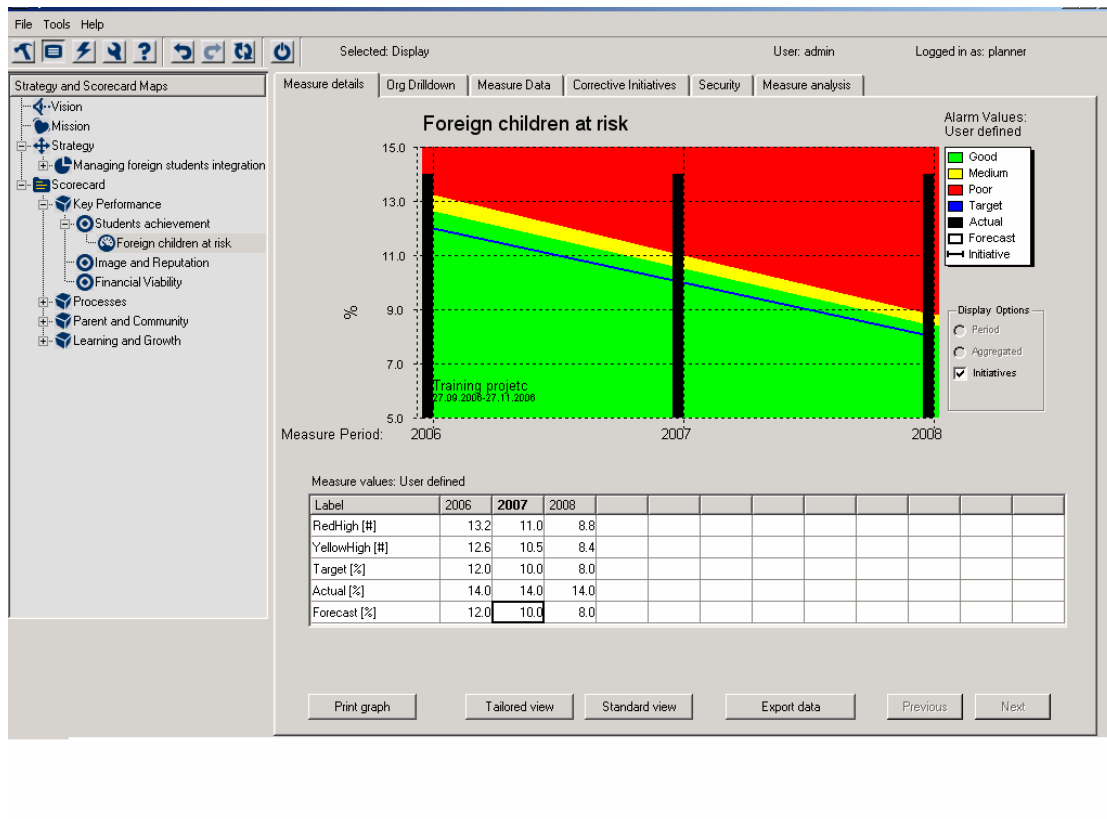 File Tools Help
Selected: Display User: admin Logged in as: planner
Strategy and Scorecard Maps
Vision
Mission
Strategy
Managing foreign students integration
Scorecard
Key Performance
Students achievement
Foreign children at risk
Image and Reputation
Financial Viability
Processes
Parent and Community
Learning and Growth
Measure details Org Drilldown Measure Data Corrective Initiatives Security Measure analysis
Foreign children at risk
Alarm Values:
User defined
Good
Medium
Poor
Target
Actual
Forecast
Initiative
15.0
13.0
11.0
9.0
7.0
5.0
%
Training projetc
27.09.2006-27.11.2006
Measure Period: 2006 2007 2008
Display Options
Period
Aggregated
Initiatives
Measure values: User defined
Label 2006 2007 2008
RedHigh [#] 13.2 11.0 8.8
YellowHigh [#] 12.6 10.5 8.4
Target [%] 12.0 10.0 8.0
Actual [%] 14.0 14.0 14.0
Forecast [%] 12.0 10.0 8.0
Print graph Tailored view Standard view Export data Previous Next